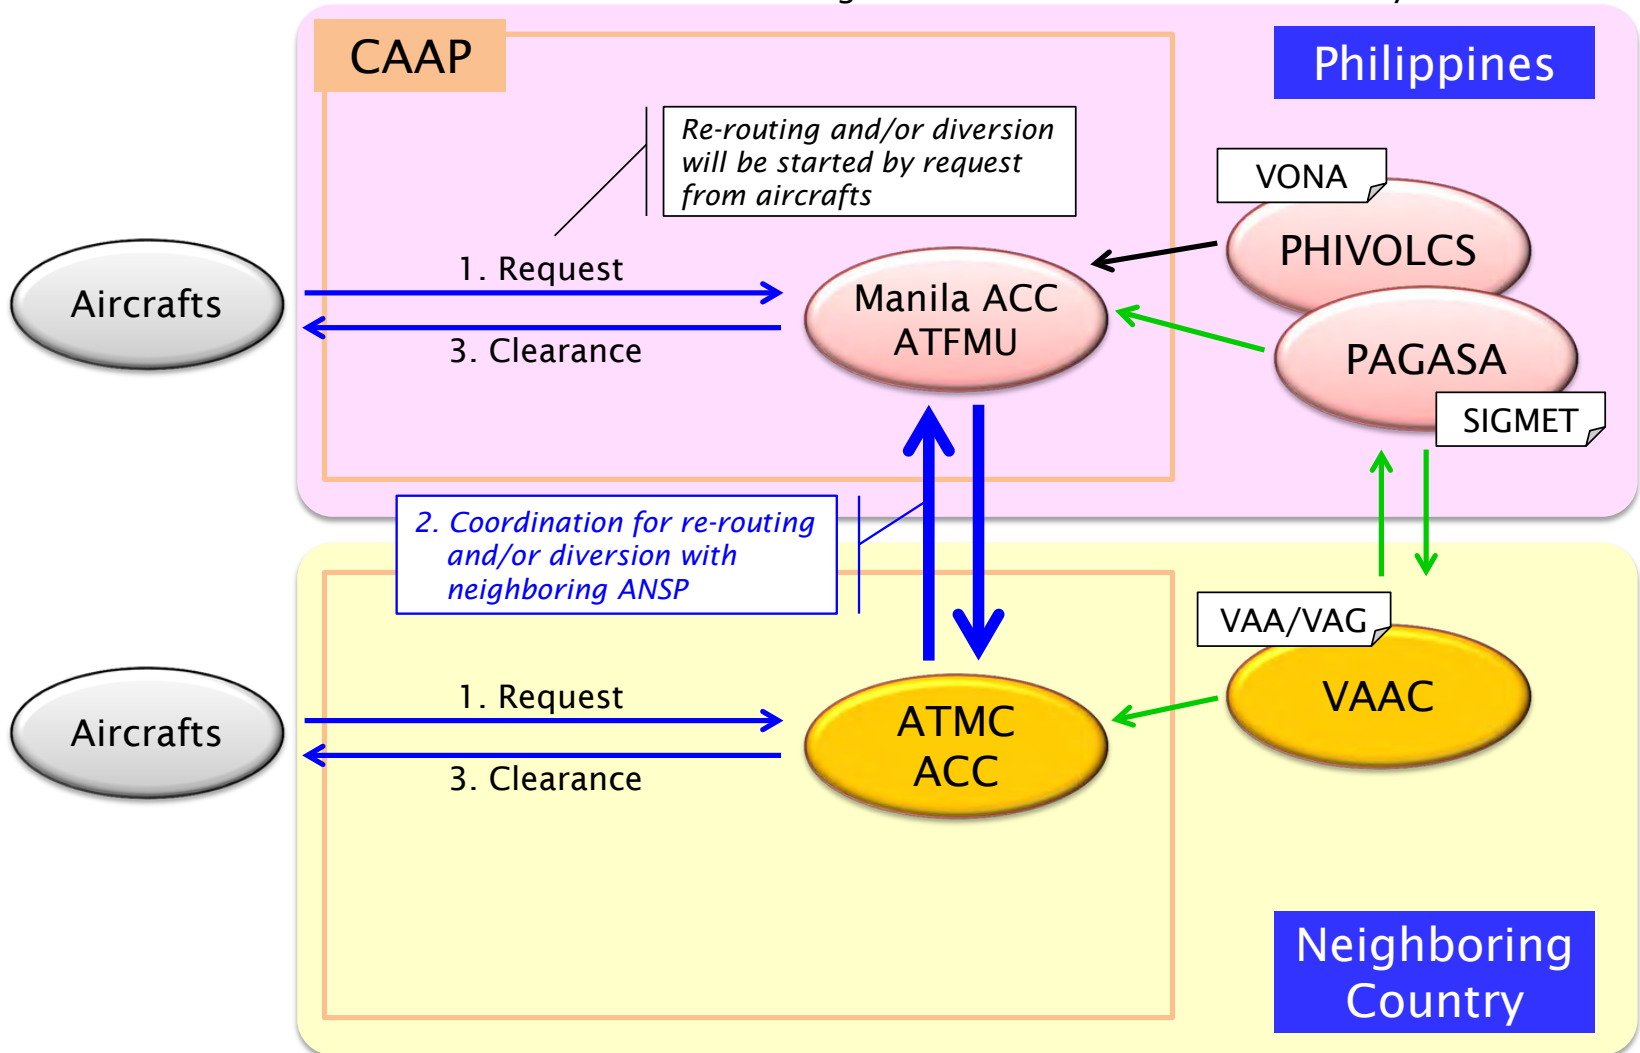 CAAP
Philippines
Re-routing and/or diversion
will be started by request
from aircrafts
VONA
PHIVOLCS
Aircrafts
1. Request
3. Clearance
Manila ACC
ATFMU
PAGASA
SIGMET
2. Coordination for re-routing
and/or diversion with
neighboring ANSP
VAA/VAG
VAAC
Aircrafts
1. Request
3. Clearance
ATMC
ACC
Neighboring
Country